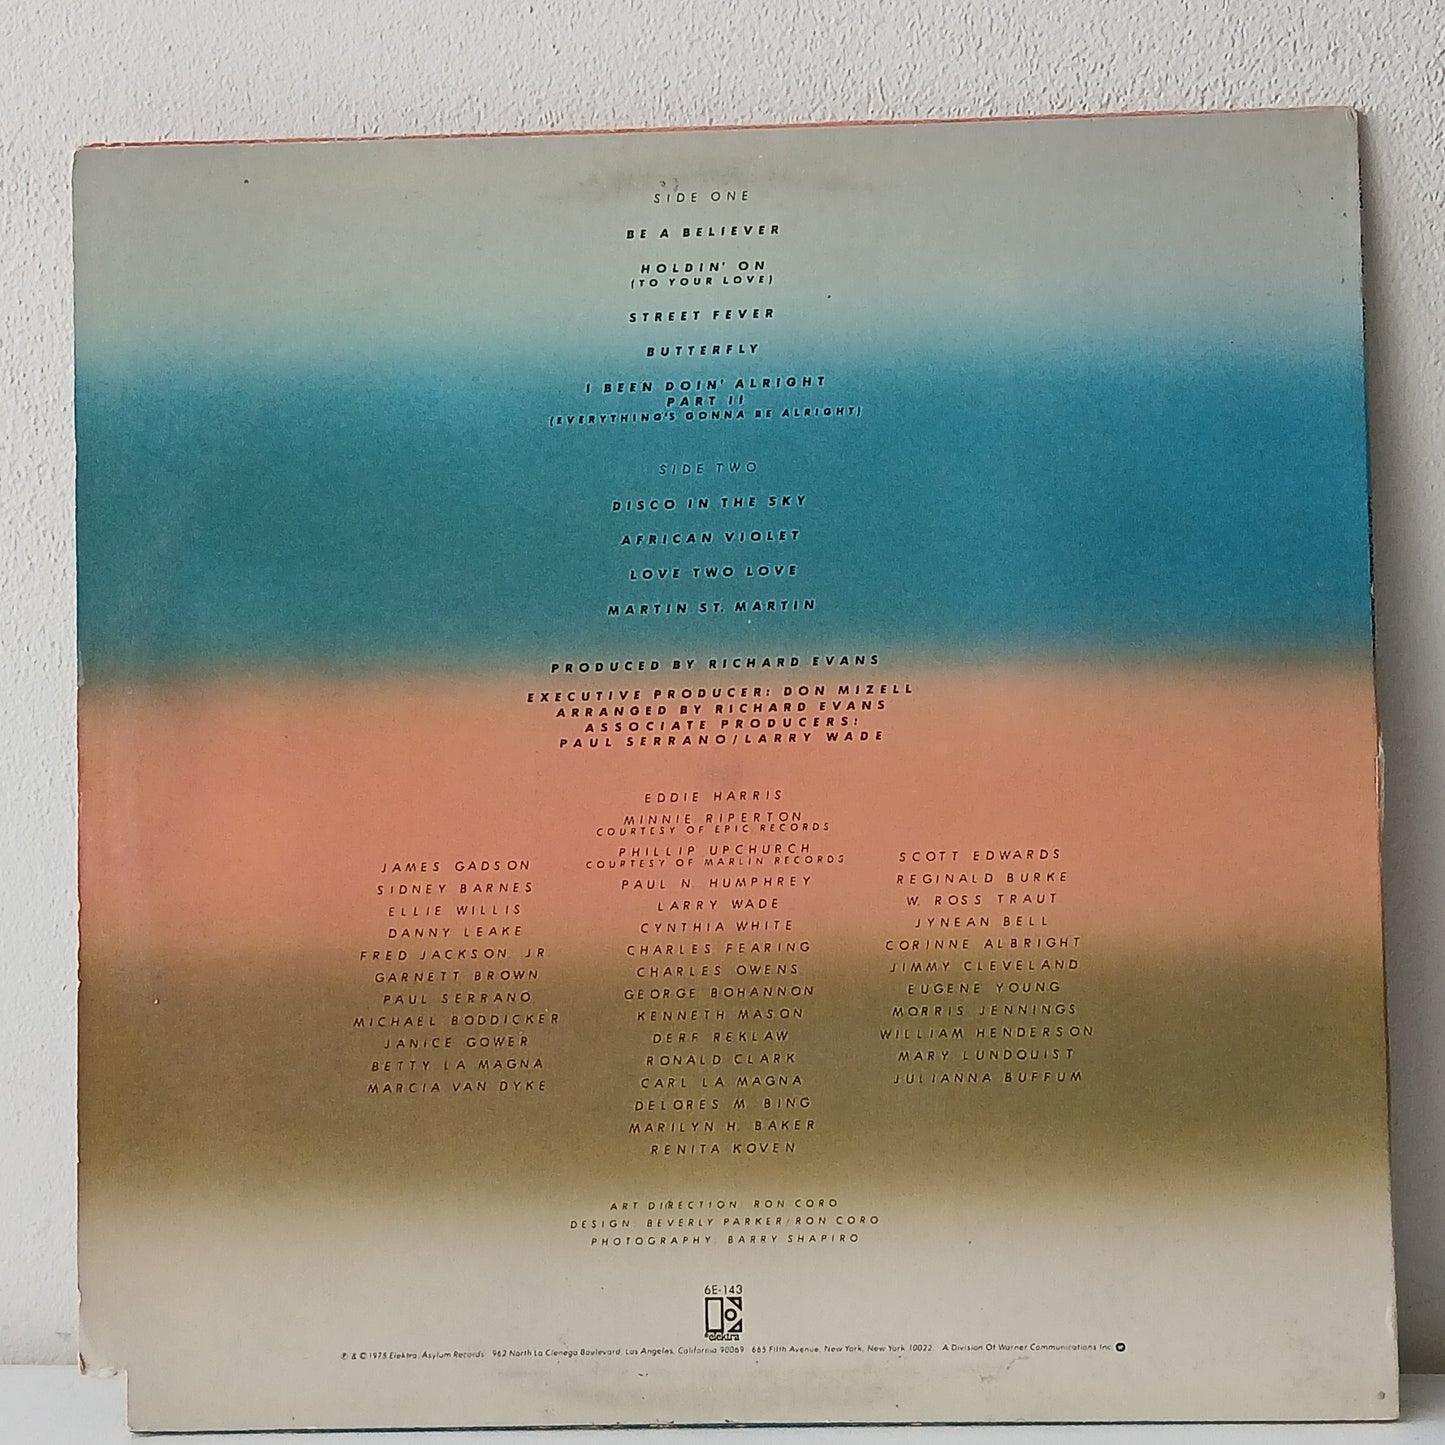 SIDE ONE
BE A BELIEVER
HOLDIN' ON
(TO YOUR LOVE)
STREET FEVER
BUTTERFLY
I BEEN DOIN' ALRIGHT
PART II
(EVERYTHING'S GONNA BE ALRIGHT)
SIDE TWO
DISCO IN THE SKY
AFRICAN VIOLET
LOVE TWO LOVE
MARTIN ST. MARTIN
PRODUCED BY RICHARD EVANS
EXECUTIVE PRODUCER: DON MIZELL
ARRANGED BY RICHARD EVANS
ASSOCIATE PRODUCERS:
PAUL SERRANO/LARRY WADE
EDDIE HARRIS
MINNIE RIPERTON
COURTESY OF EPIC RECORDS
PHILLIP UPCHURCH
COURTESY OF MARLIN RECORDS
PAUL N. HUMPHREY
LARRY WADE
CYNTHIA WHITE
CHARLES FEARING
CHARLES OWENS
GEORGE BOHANNON
KENNETH MASON
DERF REKLAW
RONALD CLARK
CARL LA MAGNA
DELORES M. BING
MARILYN H. BAKER
RENITA KOVEN
JAMES GADSON
SIDNEY BARNES
ELLIE WILLIS
DANNY LEAKE
FRED JACKSON JR.
GARNETT BROWN
PAUL SERRANO
MICHAEL BODDICKER
JANICE GOWER
BETTY LA MAGNA
MARCIA VAN DYKE
SCOTT EDWARDS
REGINALD BURKE
W. ROSS TRAUT
JYNEAN BELL
CORINNE ALBRIGHT
JIMMY CLEVELAND
EUGENE YOUNG
MORRIS JENNINGS
WILLIAM HENDERSON
MARY LUNDQUIST
JULIANNA BUFFUM
ART DIRECTION: RON CORO
DESIGN: BEVERLY PARKER/RON CORO
PHOTOGRAPHY: BARRY SHAPIRO
6E-143
elektra
℗ & © 1978 Elektra/Asylum Records 962 North La Cienega Boulevard, Los Angeles, California 90069 665 Fifth Avenue, New York, New York 10022. A Division Of Warner Communications Inc.